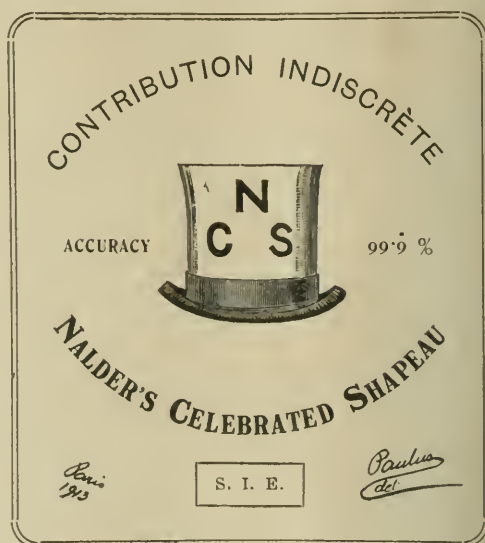 CONTRIBUTION INDISCRÈTE
N
C S
ACCURACY 99·9̇ %
NALDER'S CELEBRATED SHAPEAU
Paris
1913
S. I. E.
Paulus
del.